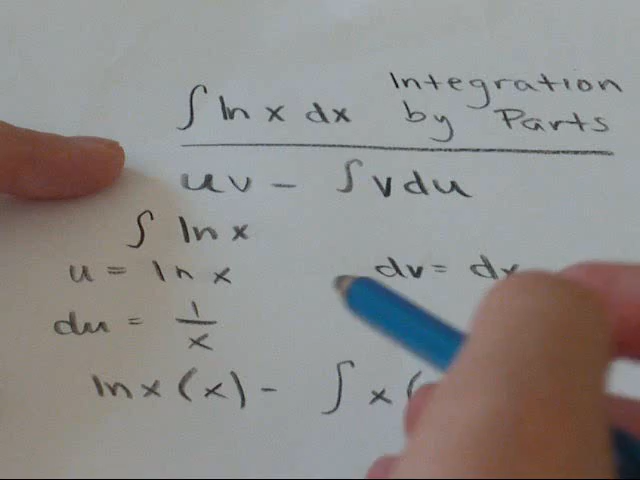 ∫ ln x dx Integration by Parts
uv - ∫ v du
∫ ln x
u = ln x dv = dx
du = 1/x
ln x (x) - ∫ x (